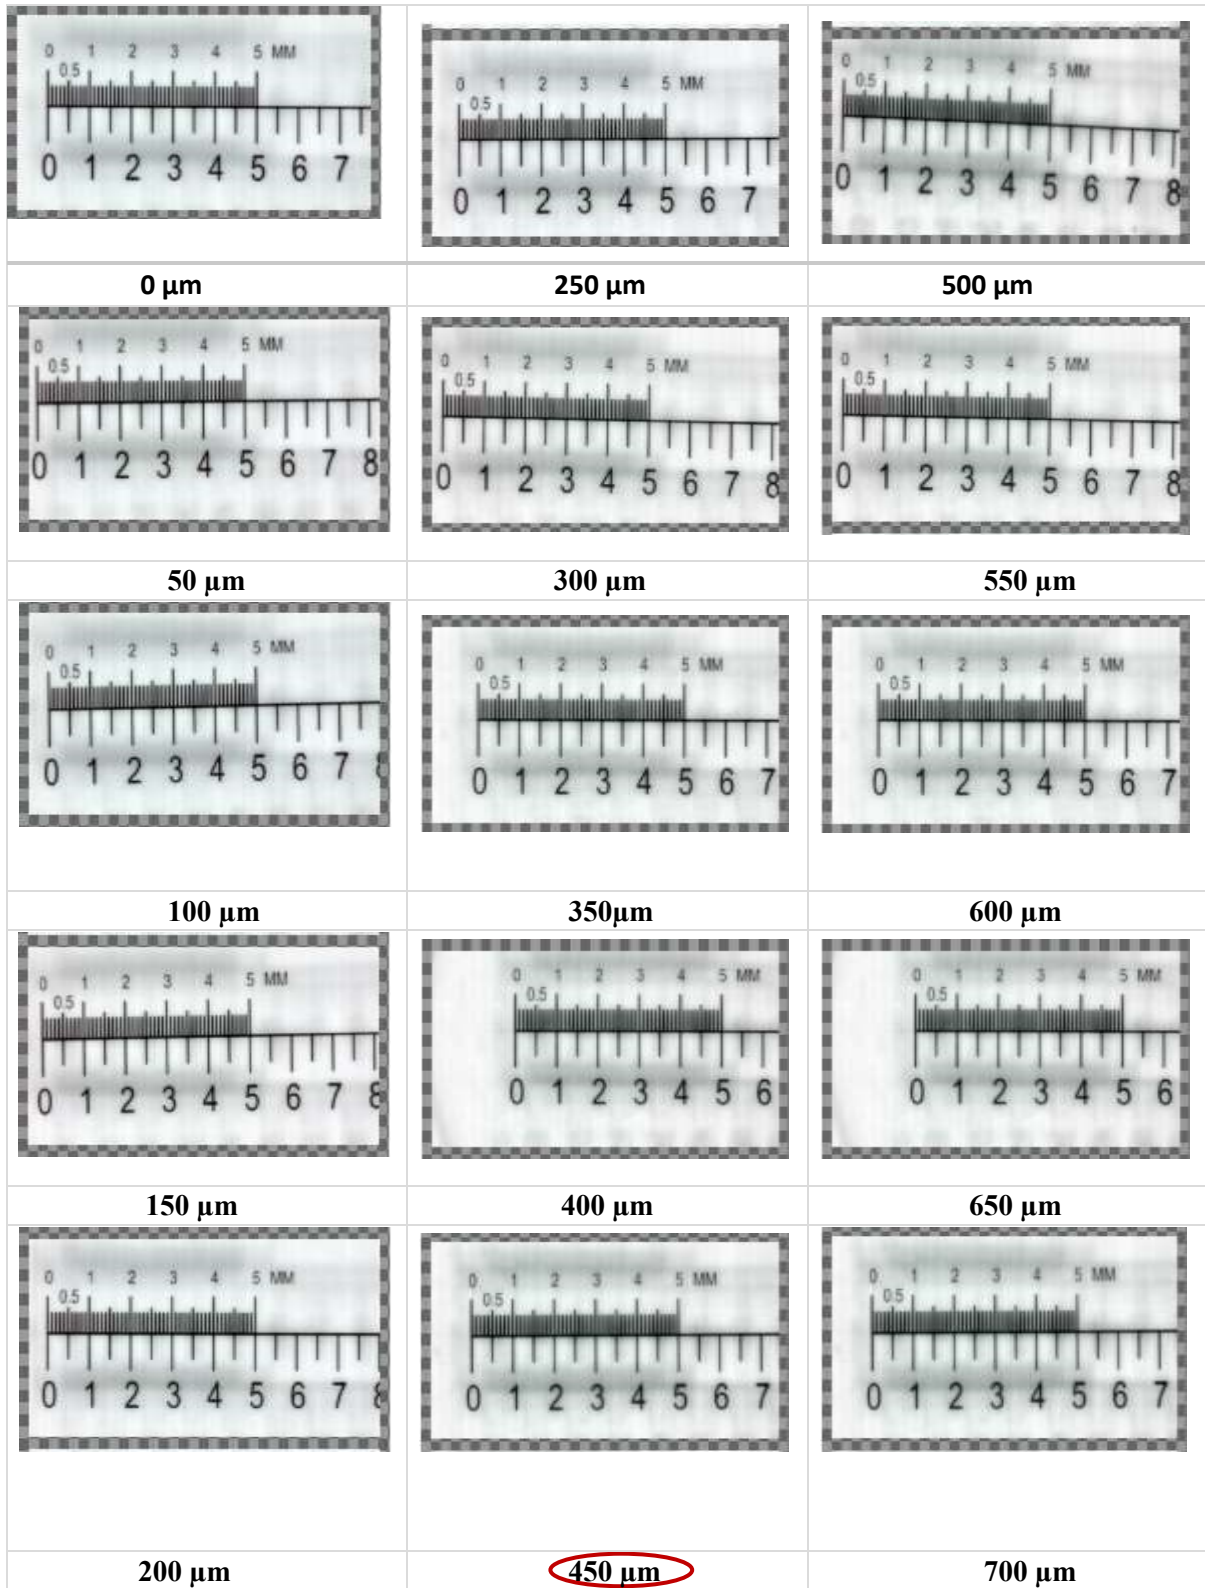 0 1 2 3 4 5 MM
0.5
0 1 2 3 4 5 6 7
0 1 2 3 4 5 MM
0.5
0 1 2 3 4 5 6 7
0 1 2 3 4 5 MM
0.5
0 1 2 3 4 5 6 7 8
0 µm 250 µm 500 µm
0 1 2 3 4 5 MM
0.5
0 1 2 3 4 5 6 7 8
0 1 2 3 4 5 MM
0.5
0 1 2 3 4 5 6 7 8
0 1 2 3 4 5 MM
0.5
0 1 2 3 4 5 6 7 8
50 µm 300 µm 550 µm
0 1 2 3 4 5 MM
0.5
0 1 2 3 4 5 6 7 8
0 1 2 3 4 5 MM
0.5
0 1 2 3 4 5 6 7
0 1 2 3 4 5 MM
0.5
0 1 2 3 4 5 6 7
100 µm 350µm 600 µm
0 1 2 3 4 5 MM
0.5
0 1 2 3 4 5 6 7 8
0 1 2 3 4 5 MM
0.5
0 1 2 3 4 5 6
0 1 2 3 4 5 MM
0.5
0 1 2 3 4 5 6
150 µm 400 µm 650 µm
0 1 2 3 4 5 MM
0.5
0 1 2 3 4 5 6 7 8
0 1 2 3 4 5 MM
0.5
0 1 2 3 4 5 6 7
0 1 2 3 4 5 MM
0.5
0 1 2 3 4 5 6 7
200 µm 450 µm 700 µm